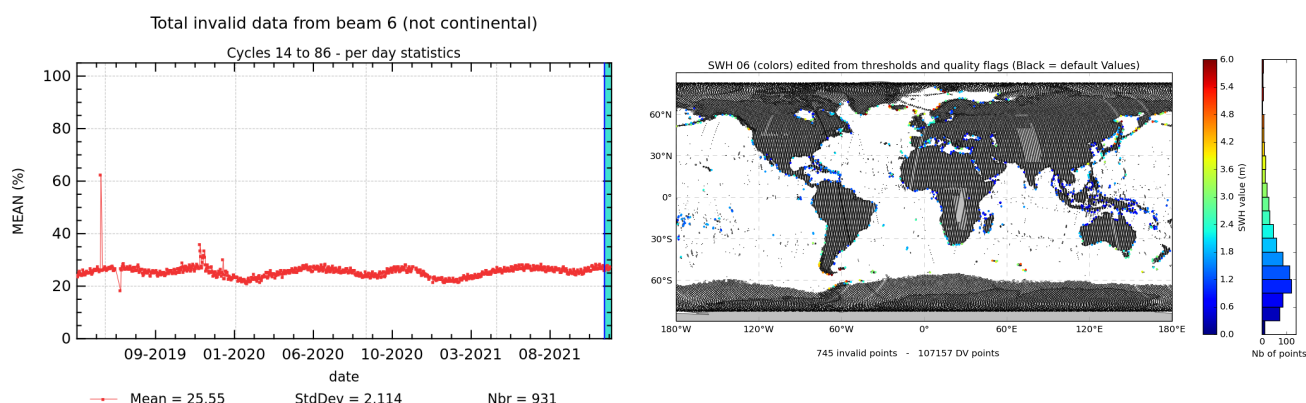 Total invalid data from beam 6 (not continental)
Cycles 14 to 86 - per day statistics
100
80
60
40
20
0
MEAN (%)
09-2019 01-2020 06-2020 10-2020 03-2021 08-2021
date
Mean = 25.55 StdDev = 2.114 Nbr = 931
SWH 06 (colors) edited from thresholds and quality flags (Black = default Values)
60°N
30°N
0°
30°S
60°S
180°W 120°W 60°W 0° 60°E 120°E 180°E
745 invalid points - 107157 DV points
6.0
5.4
4.8
4.2
3.6
3.0
2.4
1.8
1.2
0.6
0.0
SWH value (m)
0 100
Nb of points